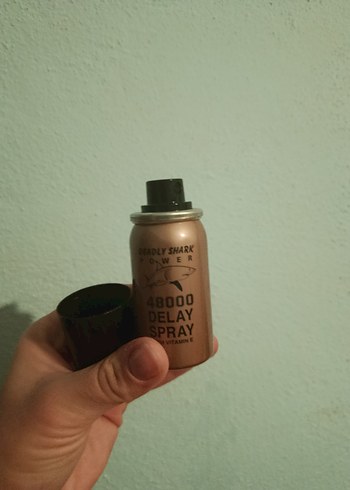 DEADLY SHARK
POWER
48000
DELAY
SPRAY
VITAMIN E